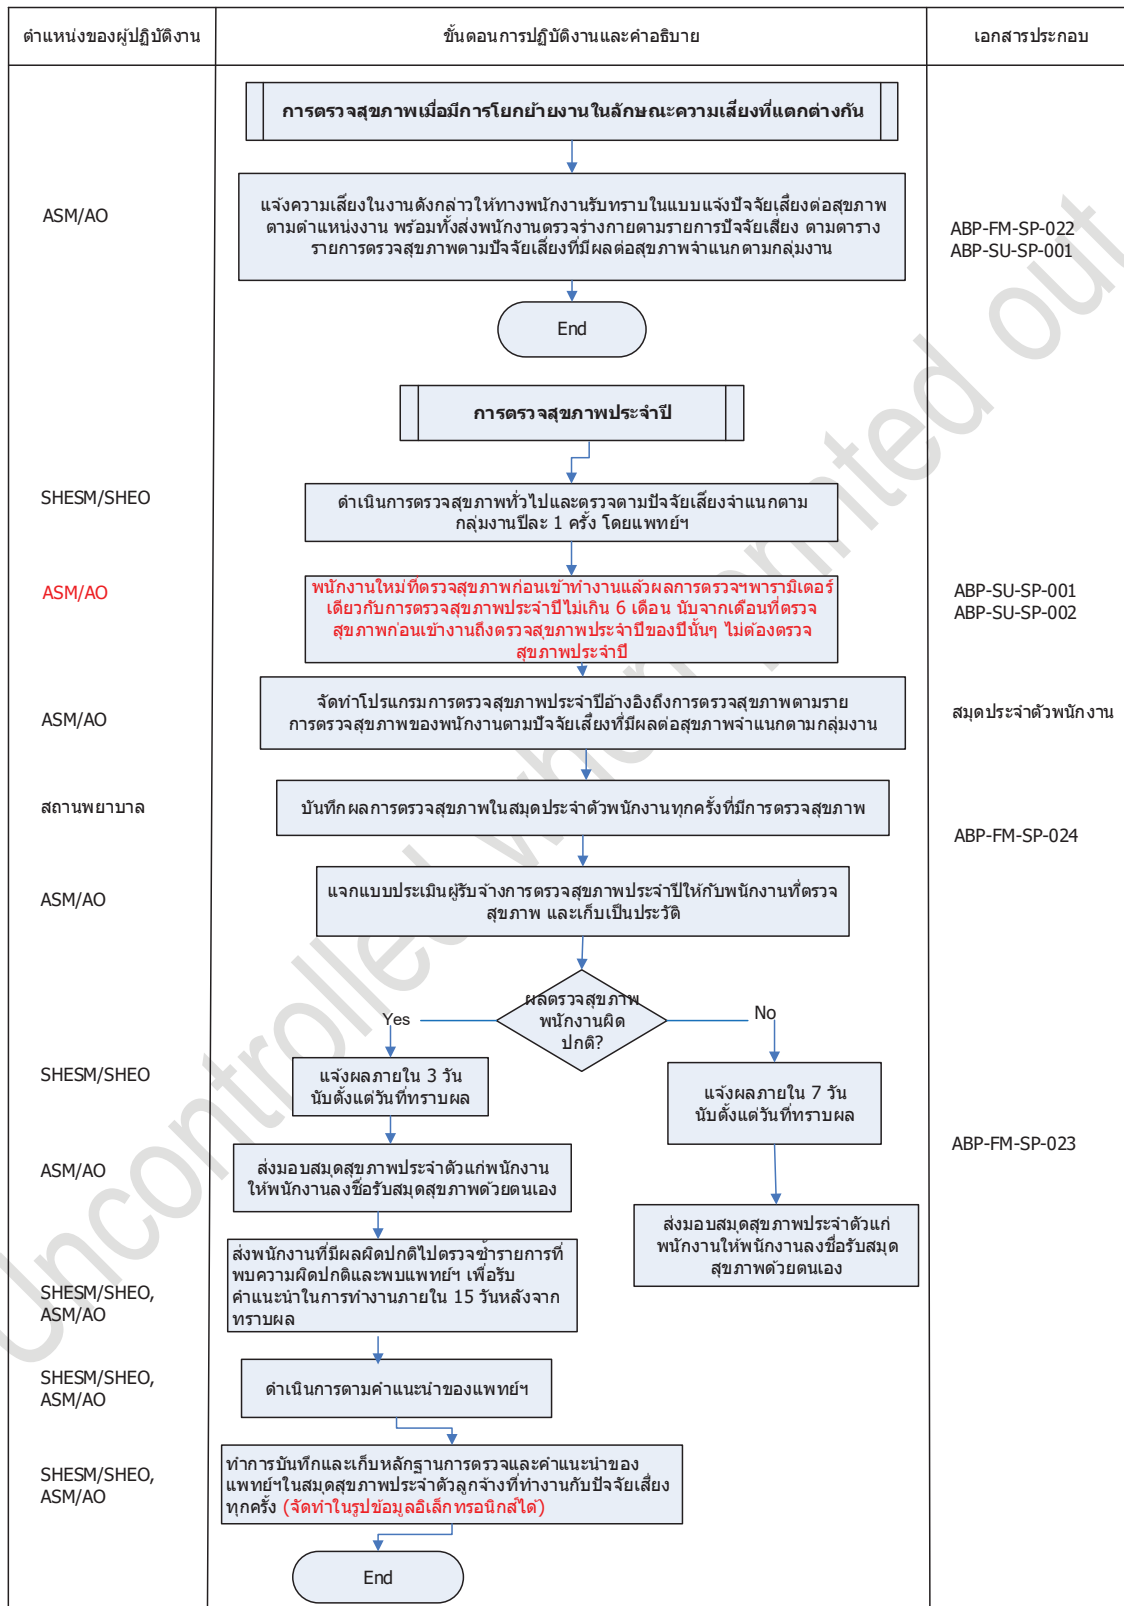 ตำแหน่งของผู้ปฏิบัติงาน
ขั้นตอนการปฏิบัติงานและคำอธิบาย
เอกสารประกอบ
การตรวจสุขภาพเมื่อมีการโยกย้ายงานในลักษณะความเสี่ยงที่แตกต่างกัน
ASM/AO
แจ้งความเสี่ยงในงานดังกล่าวให้ทางพนักงานรับทราบในแบบแจ้งปัจจัยเสี่ยงต่อสุขภาพ
ตามตำแหน่งงาน พร้อมทั้งส่งพนักงานตรวจร่างกายตามรายการปัจจัยเสี่ยง ตามตาราง
รายการตรวจสุขภาพตามปัจจัยเสี่ยงที่มีผลต่อสุขภาพจำแนกตามกลุ่มงาน
ABP-FM-SP-022
ABP-SU-SP-001
End
การตรวจสุขภาพประจำปี
SHESM/SHEO
ดำเนินการตรวจสุขภาพทั่วไปและตรวจตามปัจจัยเสี่ยงจำแนกตาม
กลุ่มงานปีละ 1 ครั้ง โดยแพทย์ฯ
ASM/AO
พนักงานใหม่ที่ตรวจสุขภาพก่อนเข้าทำงานแล้วผลการตรวจฯพารามิเตอร์
เดียวกับการตรวจสุขภาพประจำปีไม่เกิน 6 เดือน นับจากเดือนที่ตรวจ
สุขภาพก่อนเข้างานถึงตรวจสุขภาพประจำปีของปีนั้นๆ ไม่ต้องตรวจ
สุขภาพประจำปี
ABP-SU-SP-001
ABP-SU-SP-002
ASM/AO
จัดทำโปรแกรมการตรวจสุขภาพประจำปีอ้างอิงถึงการตรวจสุขภาพตามราย
การตรวจสุขภาพของพนักงานตามปัจจัยเสี่ยงที่มีผลต่อสุขภาพจำแนกตามกลุ่มงาน
สมุดประจำตัวพนักงาน
สถานพยาบาล
บันทึกผลการตรวจสุขภาพในสมุดประจำตัวพนักงานทุกครั้งที่มีการตรวจสุขภาพ
ABP-FM-SP-024
ASM/AO
แจกแบบประเมินผู้รับจ้างการตรวจสุขภาพประจำปีให้กับพนักงานที่ตรวจ
สุขภาพ และเก็บเป็นประวัติ
ผลตรวจสุขภาพ
พนักงานผิด
ปกติ?
Yes
No
SHESM/SHEO
แจ้งผลภายใน 3 วัน
นับตั้งแต่วันที่ทราบผล
แจ้งผลภายใน 7 วัน
นับตั้งแต่วันที่ทราบผล
ABP-FM-SP-023
ASM/AO
ส่งมอบสมุดสุขภาพประจำตัวแก่พนักงาน
ให้พนักงานลงชื่อรับสมุดสุขภาพด้วยตนเอง
ส่งมอบสมุดสุขภาพประจำตัวแก่
พนักงานให้พนักงานลงชื่อรับสมุด
สุขภาพด้วยตนเอง
SHESM/SHEO,
ASM/AO
ส่งพนักงานที่มีผลผิดปกติไปตรวจซ้ำรายการที่
พบความผิดปกติและพบแพทย์ฯ เพื่อรับ
คำแนะนำในการทำงานภายใน 15 วันหลังจาก
ทราบผล
SHESM/SHEO,
ASM/AO
ดำเนินการตามคำแนะนำของแพทย์ฯ
SHESM/SHEO,
ASM/AO
ทำการบันทึกและเก็บหลักฐานการตรวจและคำแนะนำของ
แพทย์ฯในสมุดสุขภาพประจำตัวลูกจ้างที่ทำงานกับปัจจัยเสี่ยง
ทุกครั้ง (จัดทำในรูปข้อมูลอิเล็กทรอนิกส์ได้)
End
Uncontrolled when printed out